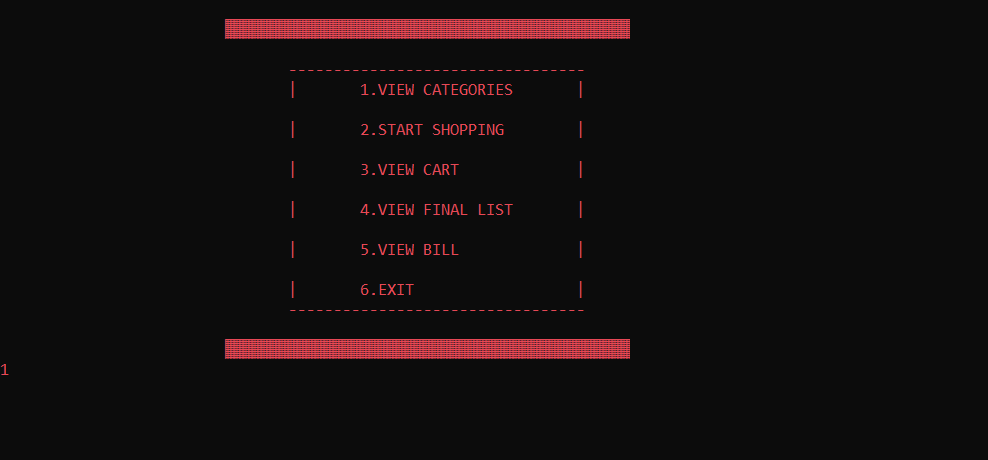 1.VIEW CATEGORIES
2.START SHOPPING
3.VIEW CART
4.VIEW FINAL LIST
5.VIEW BILL
6.EXIT
1